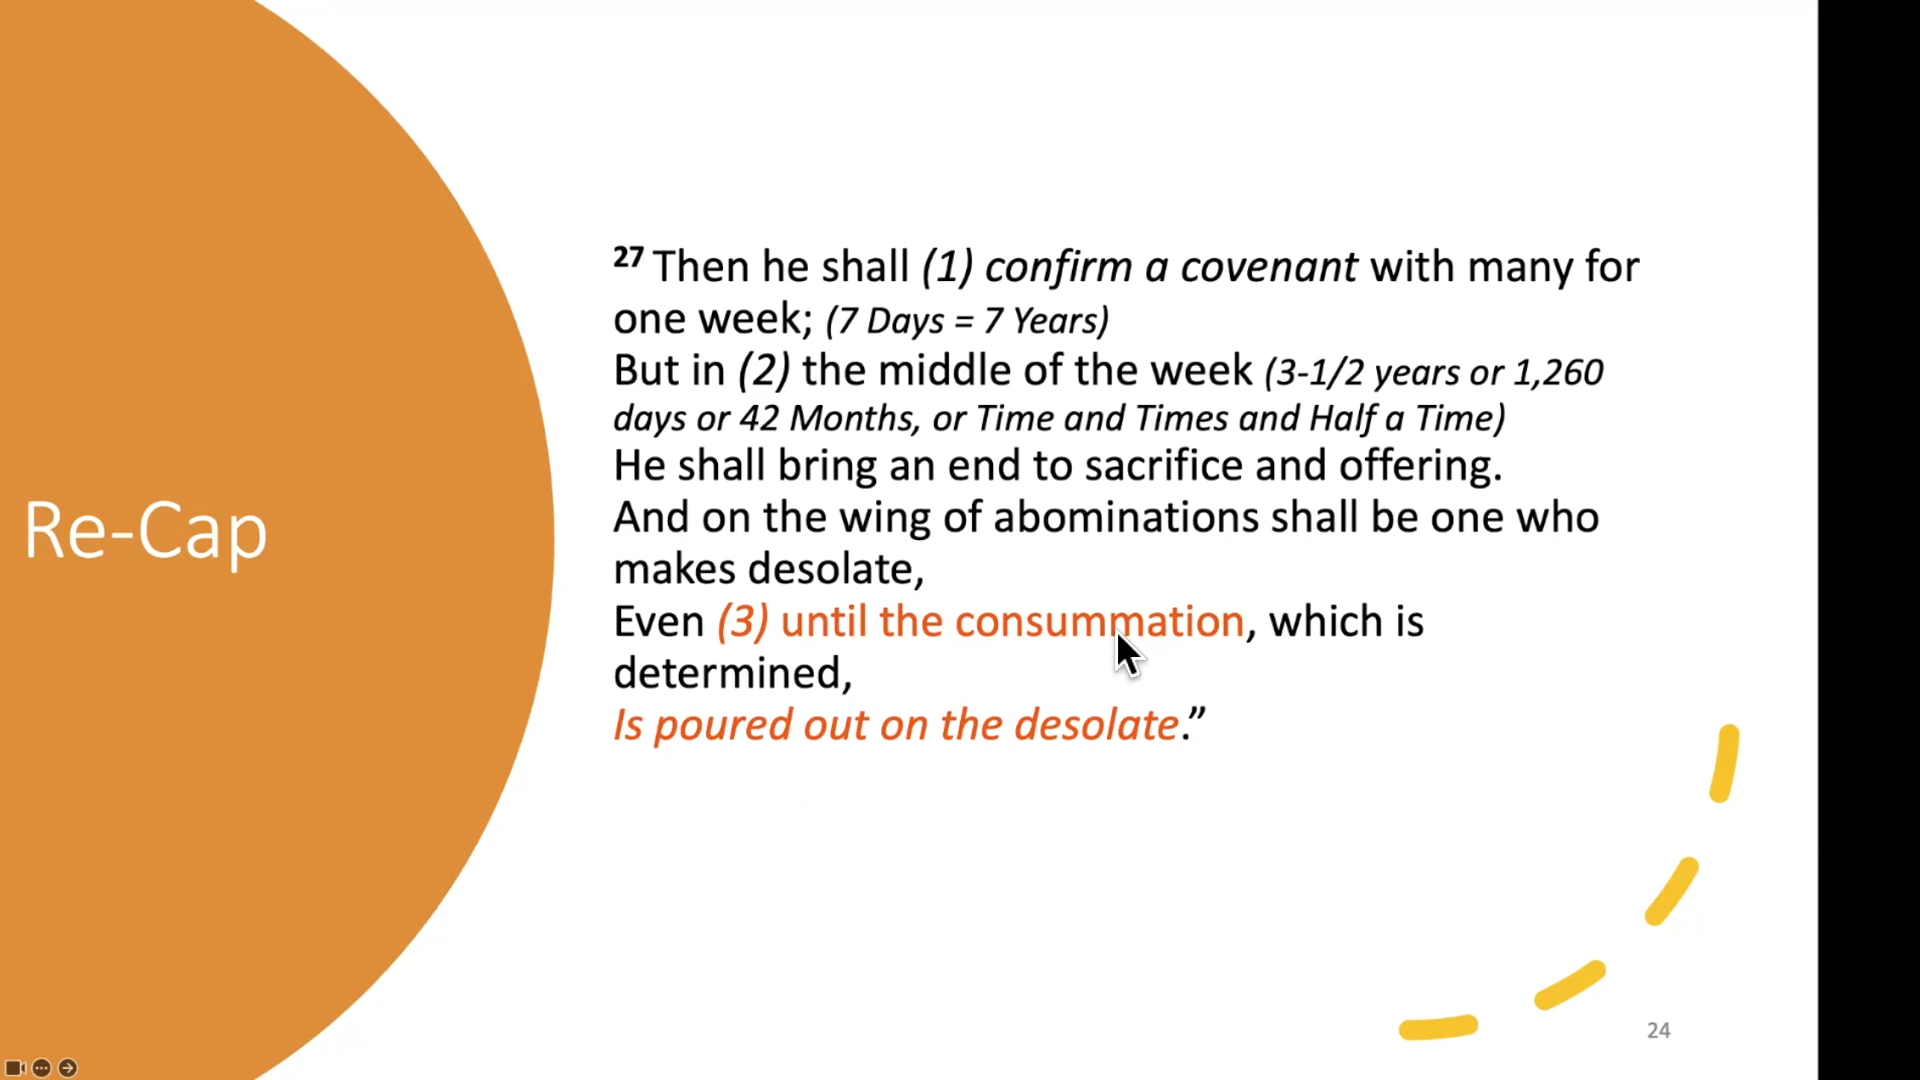 Re-Cap
27 Then he shall (1) confirm a covenant with many for
one week; (7 Days = 7 Years)
But in (2) the middle of the week (3-1/2 years or 1,260
days or 42 Months, or Time and Times and Half a Time)
He shall bring an end to sacrifice and offering.
And on the wing of abominations shall be one who
makes desolate,
Even (3) until the consummation, which is
determined,
Is poured out on the desolate.”
24